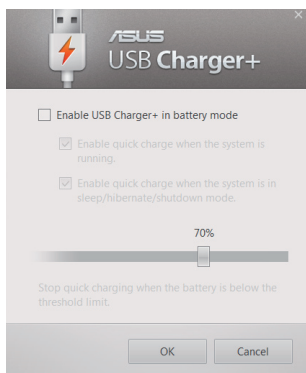 ASUS
USB Charger+
Enable USB Charger+ in battery mode
Enable quick charge when the system is
running.
Enable quick charge when the system is in
sleep/hibernate/shutdown mode.
70%
Stop quick charging when the battery is below the
threshold limit.
OK
Cancel